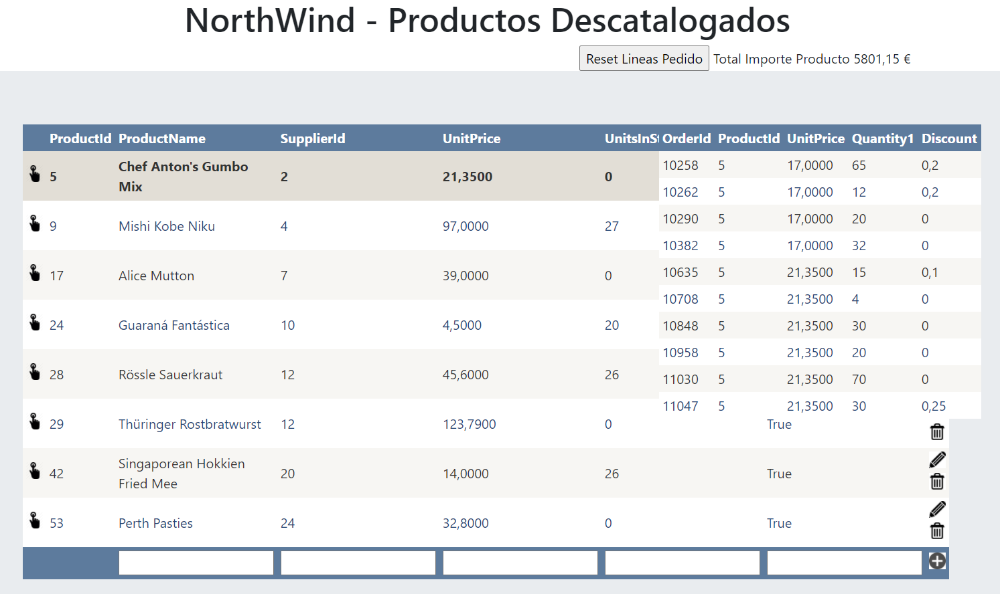 NorthWind - Productos Descatalogados
Reset Lineas Pedido Total Importe Producto 5801,15 €
ProductId ProductName SupplierId UnitPrice UnitsInSt
5 Chef Anton's Gumbo 2 21,3500 0
Mix
9 Mishi Kobe Niku 4 97,0000 27
17 Alice Mutton 7 39,0000 0
24 Guaraná Fantástica 10 4,5000 20
28 Rössle Sauerkraut 12 45,6000 26
29 Thüringer Rostbratwurst 12 123,7900 0 True
Singaporean Hokkien
42 Fried Mee 20 14,0000 26 True
53 Perth Pasties 24 32,8000 0 True
OrderId ProductId UnitPrice Quantity1 Discount
10258 5 17,0000 65 0,2
10262 5 17,0000 12 0,2
10290 5 17,0000 20 0
10382 5 17,0000 32 0
10635 5 21,3500 15 0,1
10708 5 21,3500 4 0
10848 5 21,3500 30 0
10958 5 21,3500 20 0
11030 5 21,3500 70 0
11047 5 21,3500 30 0,25